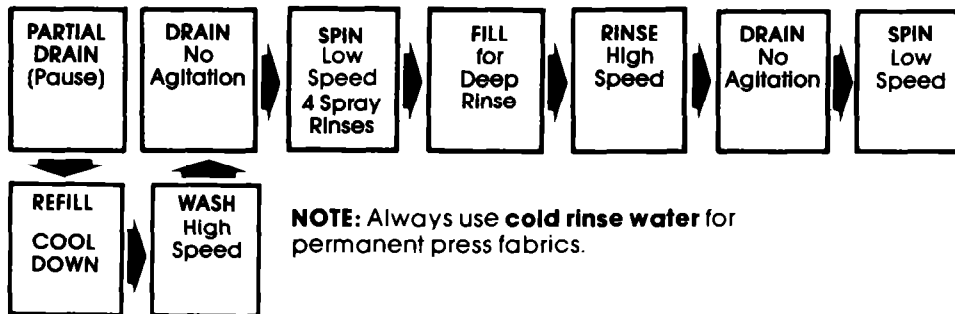 PARTIAL
DRAIN
(Pause)
REFILL
COOL
DOWN
WASH
High
Speed
DRAIN
No
Agitation
SPIN
Low
Speed
4 Spray
Rinses
FILL
for
Deep
Rinse
RINSE
High
Speed
DRAIN
No
Agitation
SPIN
Low
Speed
NOTE: Always use cold rinse water for
permanent press fabrics.